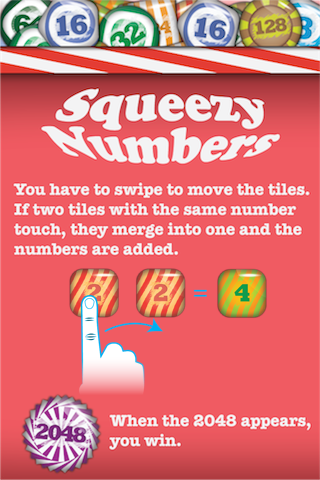 16 32 4 16 128
Squeezy
Numbers
You have to swipe to move the tiles.
If two tiles with the same number
touch, they merge into one and the
numbers are added.
2 2 = 4
2048
When the 2048 appears,
you win.